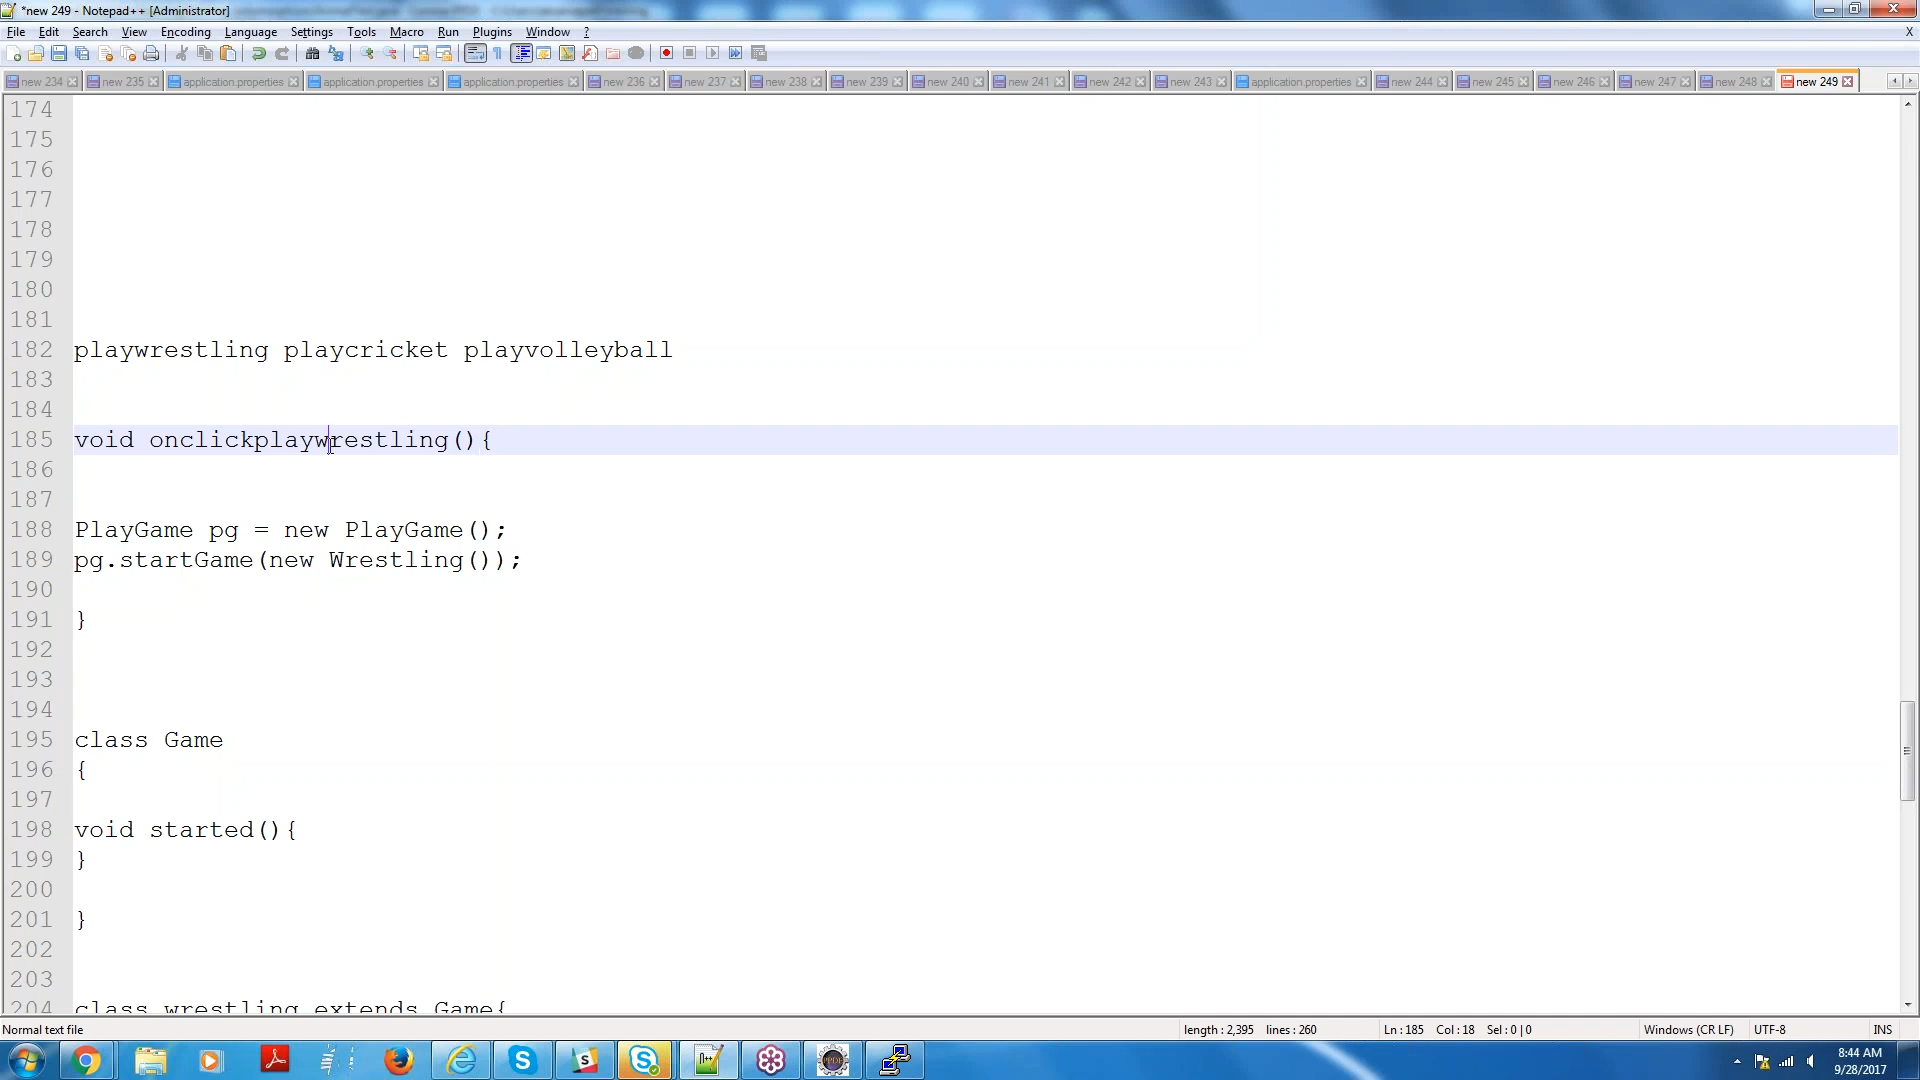 *new 249 - Notepad++ [Administrator]
File Edit Search View Encoding Language Settings Tools Macro Run Plugins Window ? X
new 234 new 235 application.properties application.properties application.properties new 236 new 237 new 238 new 239 new 240 new 241 new 242 new 243 application.properties new 244 new 245 new 246 new 247 new 248 new 249
174
175
176
177
178
179
180
181
182 playwrestling playcricket playvolleyball
183
184
185 void onclickplaywrestling(){
186
187
188 PlayGame pg = new PlayGame();
189 pg.startGame(new Wrestling());
190
191 }
192
193
194
195 class Game
196 {
197
198 void started(){
199 }
200
201 }
202
203
204 class wrestling extends Game{
Normal text file length : 2,395 lines : 260 Ln : 185 Col : 18 Sel : 0 | 0 Windows (CR LF) UTF-8 INS
8:44 AM
9/28/2017